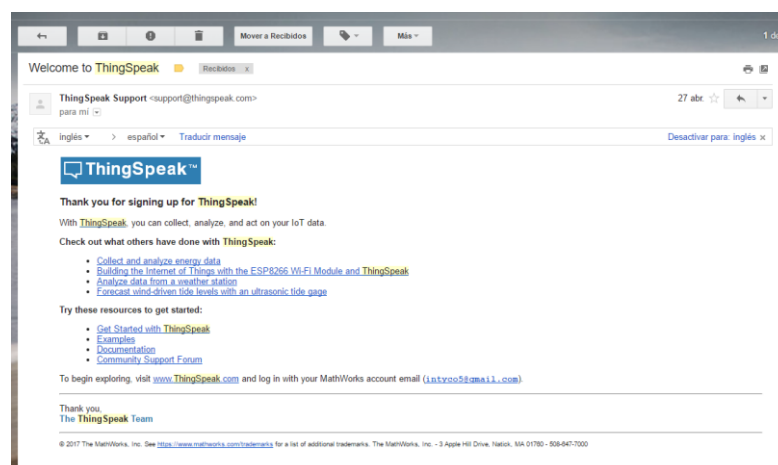 Mover a Recibidos
Más
1 de
Welcome to ThingSpeak Recibidos x
ThingSpeak Support <support@thingspeak.com> 27 abr.
para mí
inglés > español Traducir mensaje Desactivar para: inglés x
ThingSpeak™
Thank you for signing up for ThingSpeak!
With ThingSpeak, you can collect, analyze, and act on your IoT data.
Check out what others have done with ThingSpeak:
• Collect and analyze energy data
• Building the Internet of Things with the ESP8266 Wi-Fi Module and ThingSpeak
• Analyze data from a weather station
• Forecast wind-driven tide levels with an ultrasonic tide gage
Try these resources to get started:
• Get Started with ThingSpeak
• Examples
• Documentation
• Community Support Forum
To begin exploring, visit www.ThingSpeak.com and log in with your MathWorks account email (intyco5@gmail.com).
Thank you,
The ThingSpeak Team
© 2017 The MathWorks, Inc. See https://www.mathworks.com/trademarks for a list of additional trademarks. The MathWorks, Inc. - 3 Apple Hill Drive, Natick, MA 01760 - 508-647-7000